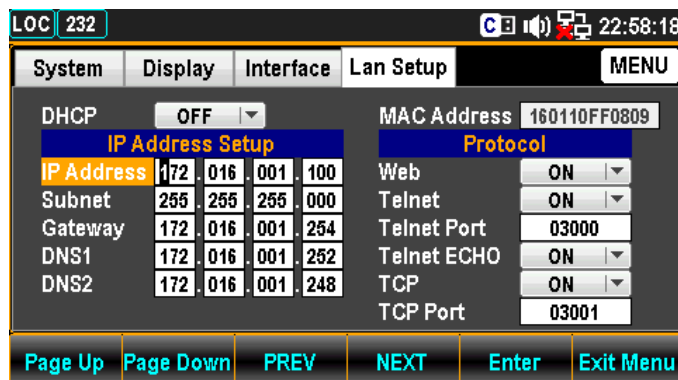 LOC 232 C 22:58:18
System Display Interface Lan Setup MENU
DHCP OFF
IP Address Setup
IP Address 172 . 016 . 001 . 100
Subnet 255 . 255 . 255 . 000
Gateway 172 . 016 . 001 . 254
DNS1 172 . 016 . 001 . 252
DNS2 172 . 016 . 001 . 248
MAC Address 160110FF0809
Protocol
Web ON
Telnet ON
Telnet Port 03000
Telnet ECHO ON
TCP ON
TCP Port 03001
Page Up Page Down PREV NEXT Enter Exit Menu